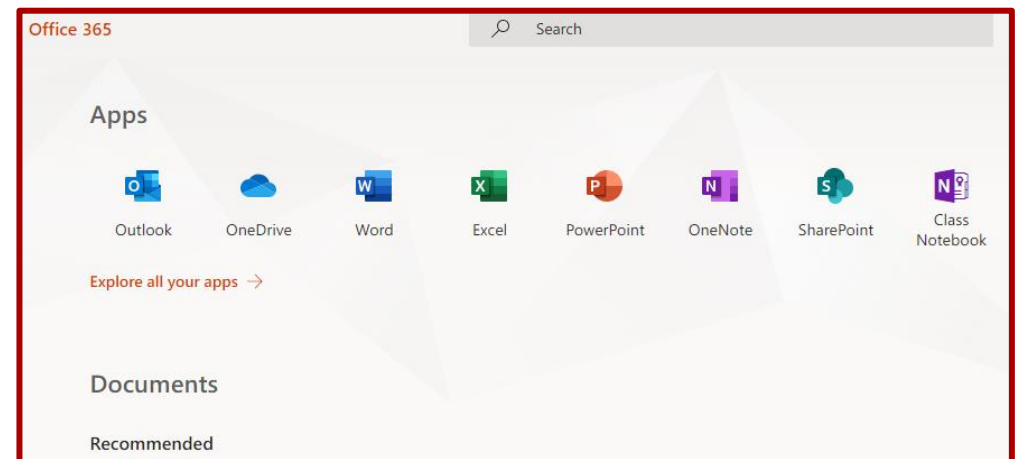 Office 365
Search
Apps
Outlook OneDrive Word Excel PowerPoint OneNote SharePoint Class Notebook
Explore all your apps →
Documents
Recommended